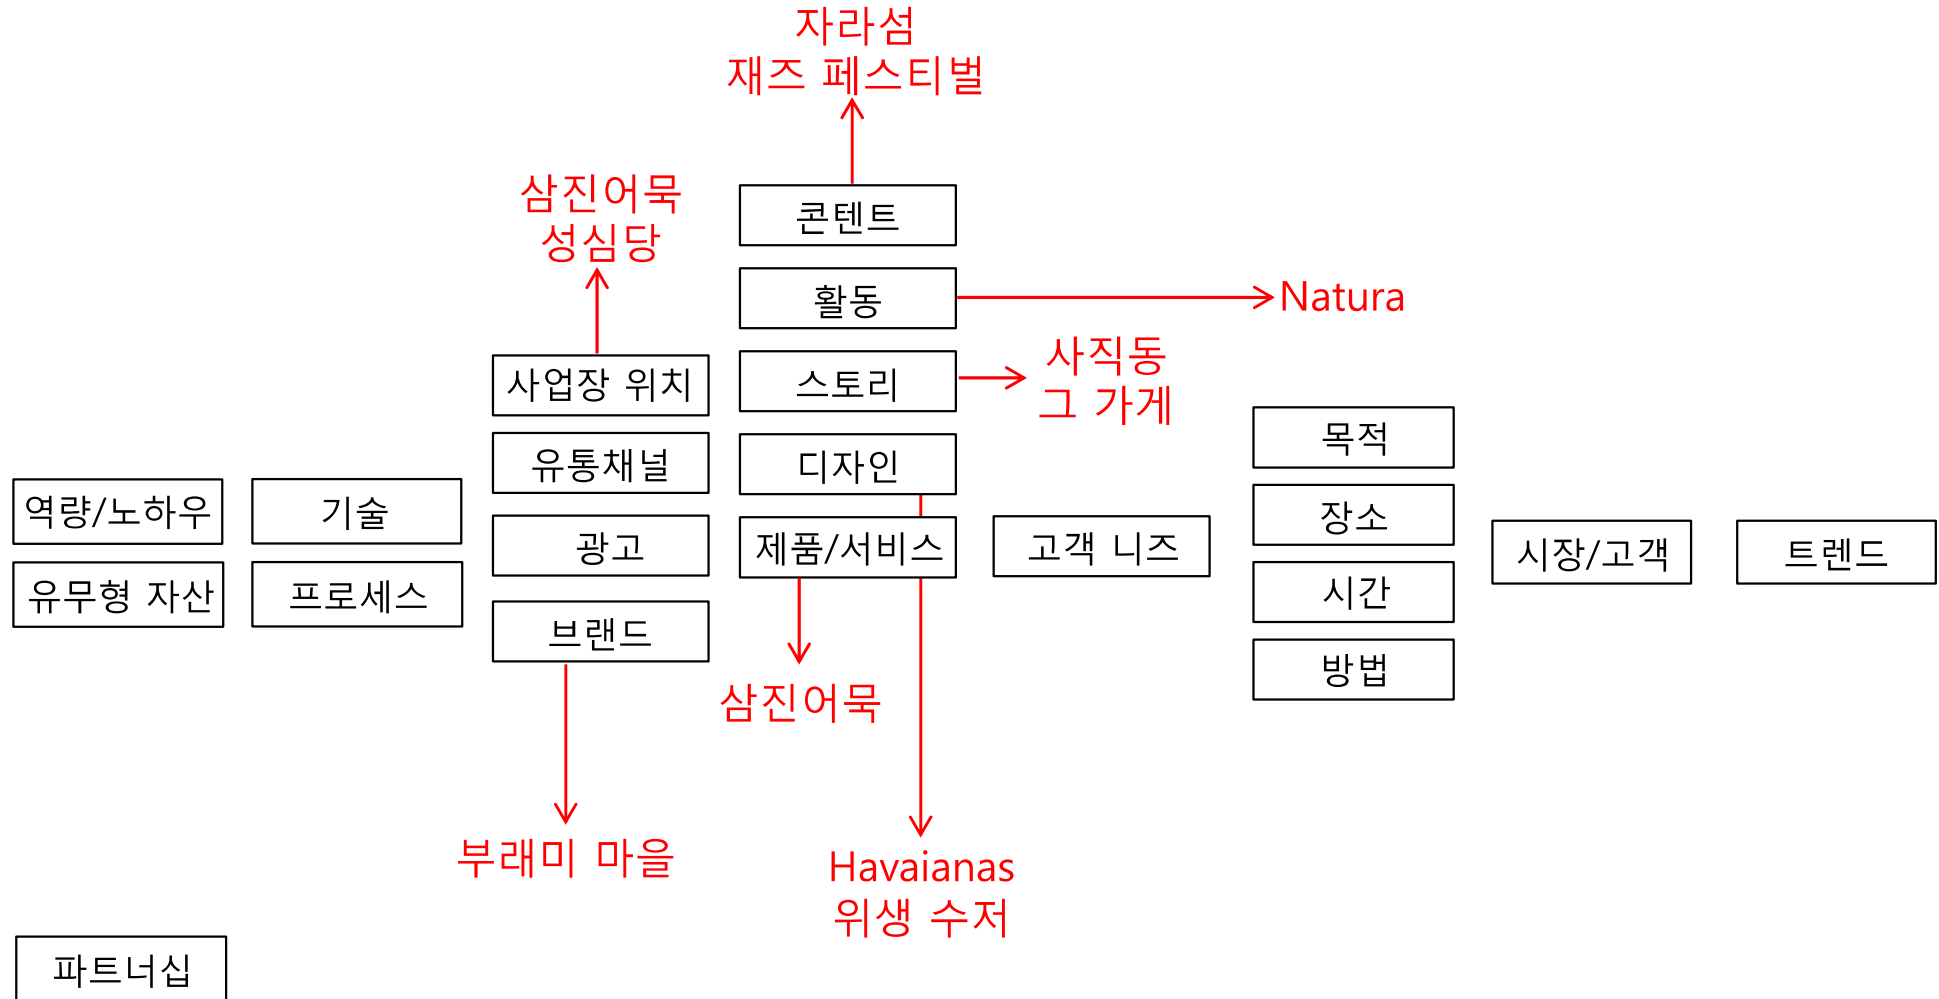 자라섬
재즈 페스티벌
삼진어묵
성심당
콘텐트
활동
Natura
사업장 위치
스토리
사직동
그 가게
유통채널
디자인
목적
역량/노하우
기술
광고
제품/서비스
고객 니즈
장소
시장/고객
트렌드
유무형 자산
프로세스
브랜드
시간
방법
삼진어묵
부래미 마을
Havaianas
위생 수저
파트너십